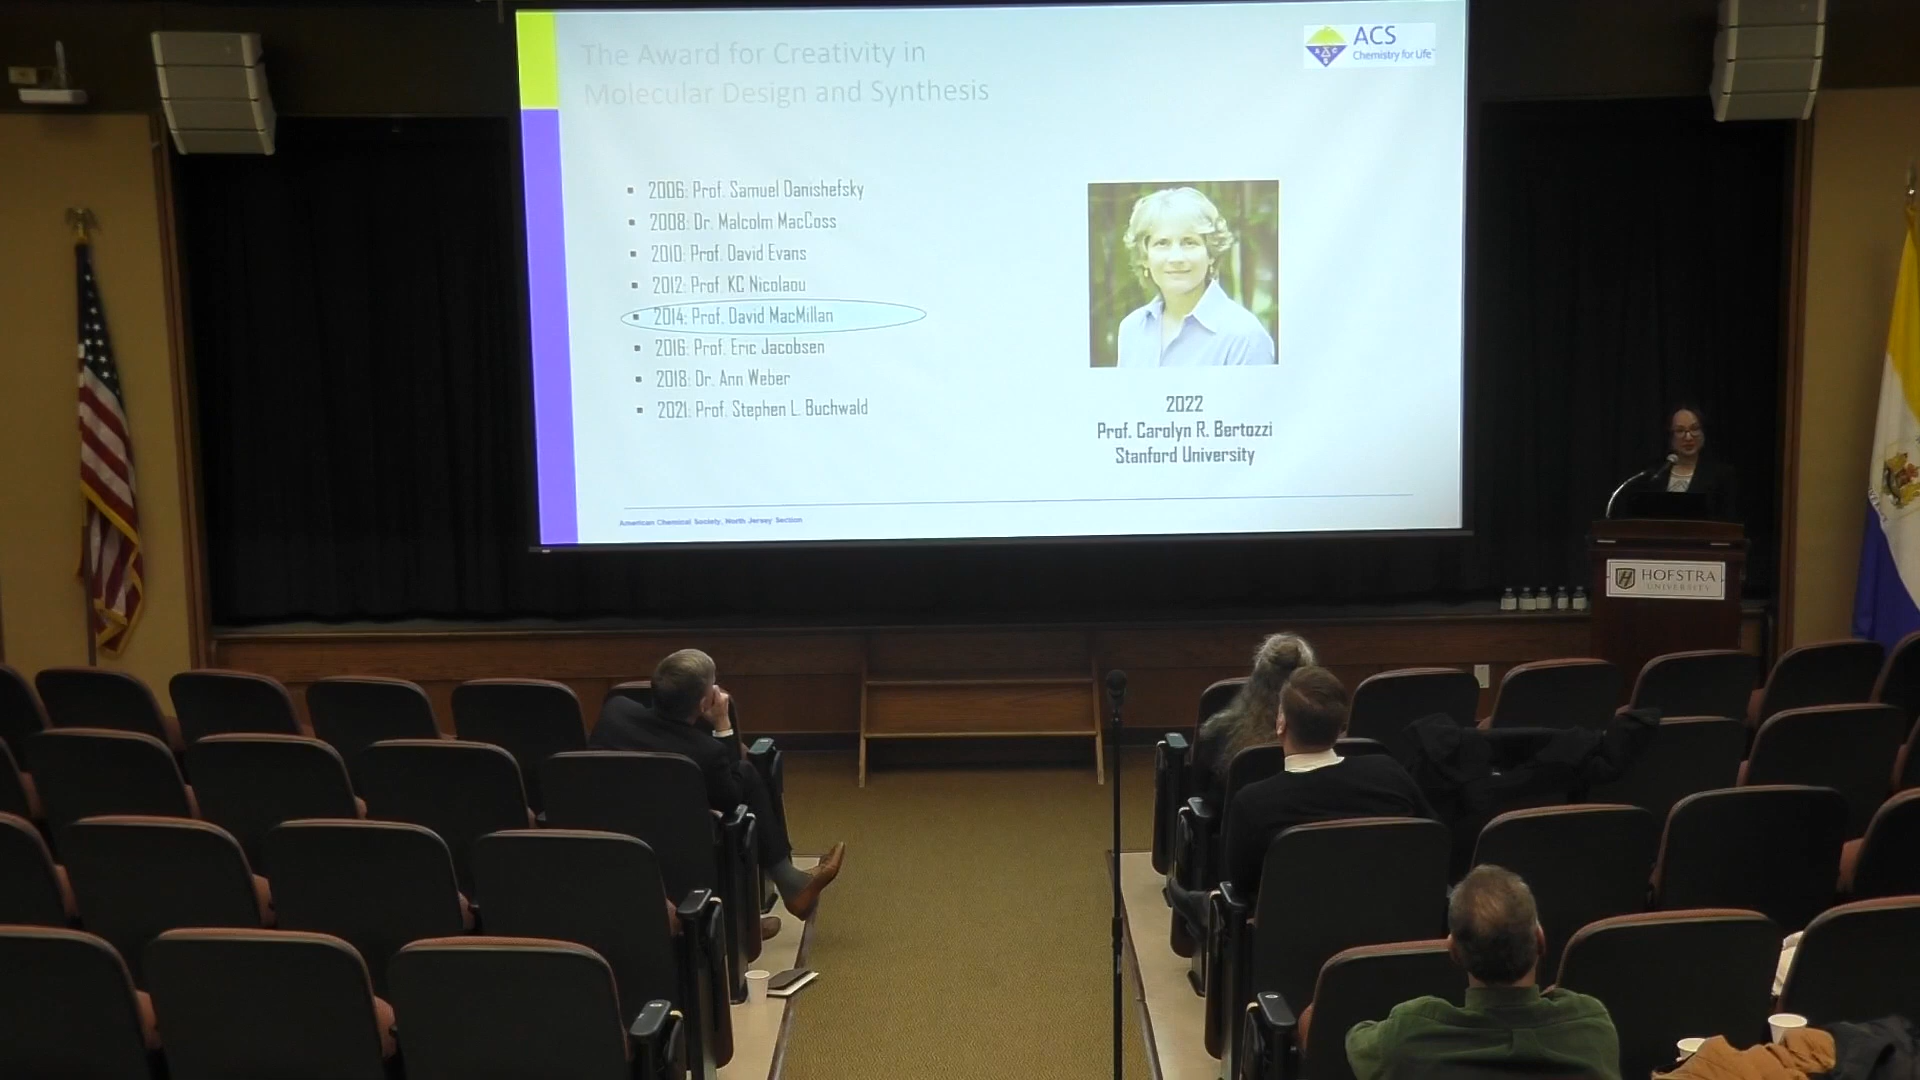 The Award for Creativity in
Molecular Design and Synthesis
ACS
Chemistry for Life
▪ 2006: Prof. Samuel Danishefsky
▪ 2008: Dr. Malcolm MacCoss
▪ 2010: Prof. David Evans
▪ 2012: Prof. KC Nicolaou
▪ 2014: Prof. David MacMillan
▪ 2016: Prof. Eric Jacobsen
▪ 2018: Dr. Ann Weber
▪ 2021: Prof. Stephen L. Buchwald
2022
Prof. Carolyn R. Bertozzi
Stanford University
American Chemical Society, North Jersey Section
HOFSTRA
UNIVERSITY